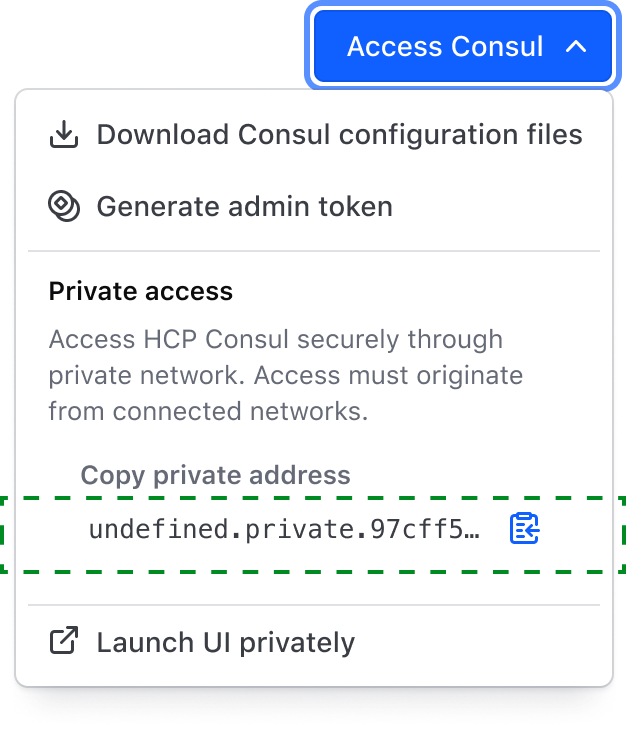 Access Consul
Download Consul configuration files
Generate admin token
Private access
Access HCP Consul securely through
private network. Access must originate
from connected networks.
Copy private address
undefined.private.97cff5…
Launch UI privately